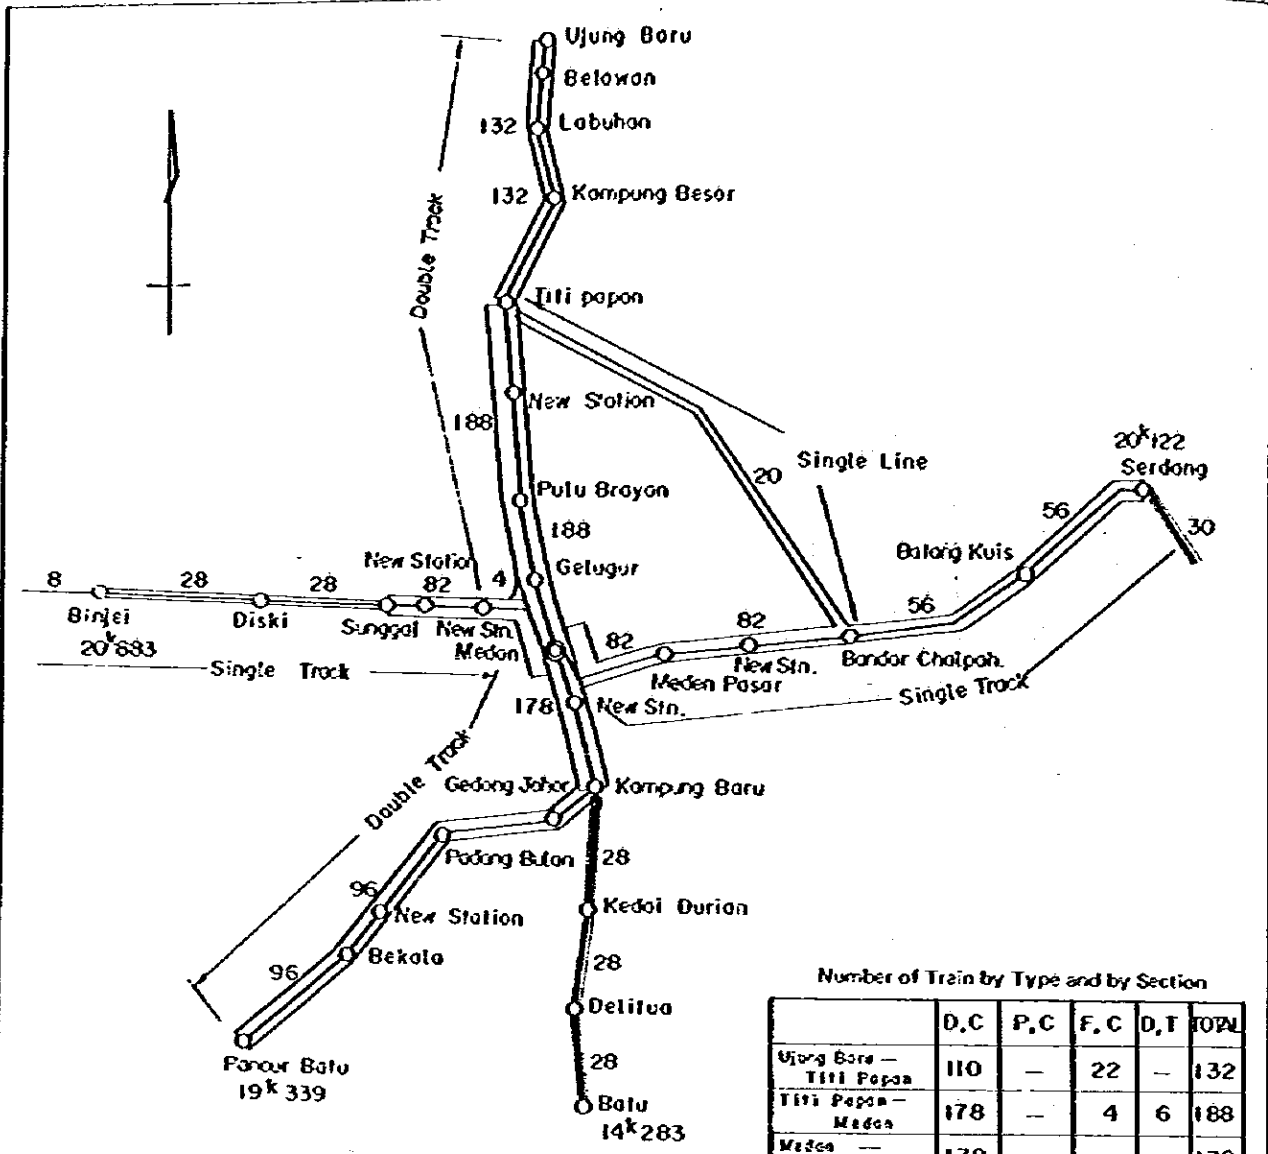 Ujung Baru
Belawan
132
Labuhan
132
Kampung Besar
Double Track
Titi papan
New Station
188
Single Line
20
20k122
Serdang
Pulu Brayan
56
30
188
New Station
Batang Kuis
Gelugur
8
28
28
82
4
56
Binjei
20k883
Diski
Sunggal
New Stn.
Medan
82
82
New Stn.
Meden Pasar
Bandar Chalpah.
Single Track
Single Track
178
New Stn.
Double Track
Gedong Johor
Kampung Baru
Padang Bulan
28
96
New Station
Kedai Durian
Bekala
96
28
Delitua
Pancur Batu
19k339
28
Batu
14k283
Number of Train by Type and by Section
D.C P.C F.C D.T TOTAL
Ujung Baru —
Titi Papan
110 — 22 — 132
Titi Papan —
Medan
178 — 4 6 188
Medan —